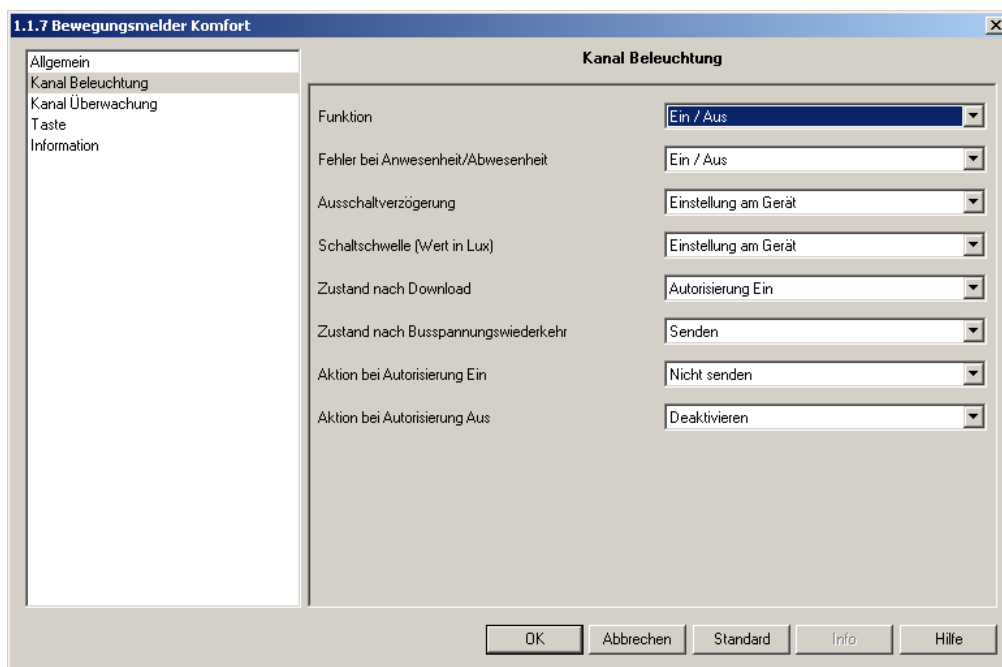 1.1.7 Bewegungsmelder Komfort
Allgemein
Kanal Beleuchtung
Kanal Überwachung
Taste
Information
Kanal Beleuchtung
Funktion
Ein / Aus
Fehler bei Anwesenheit/Abwesenheit
Ein / Aus
Ausschaltverzögerung
Einstellung am Gerät
Schaltschwelle (Wert in Lux)
Einstellung am Gerät
Zustand nach Download
Autorisierung Ein
Zustand nach Busspannungswiederkehr
Senden
Aktion bei Autorisierung Ein
Nicht senden
Aktion bei Autorisierung Aus
Deaktivieren
OK
Abbrechen
Standard
Info
Hilfe